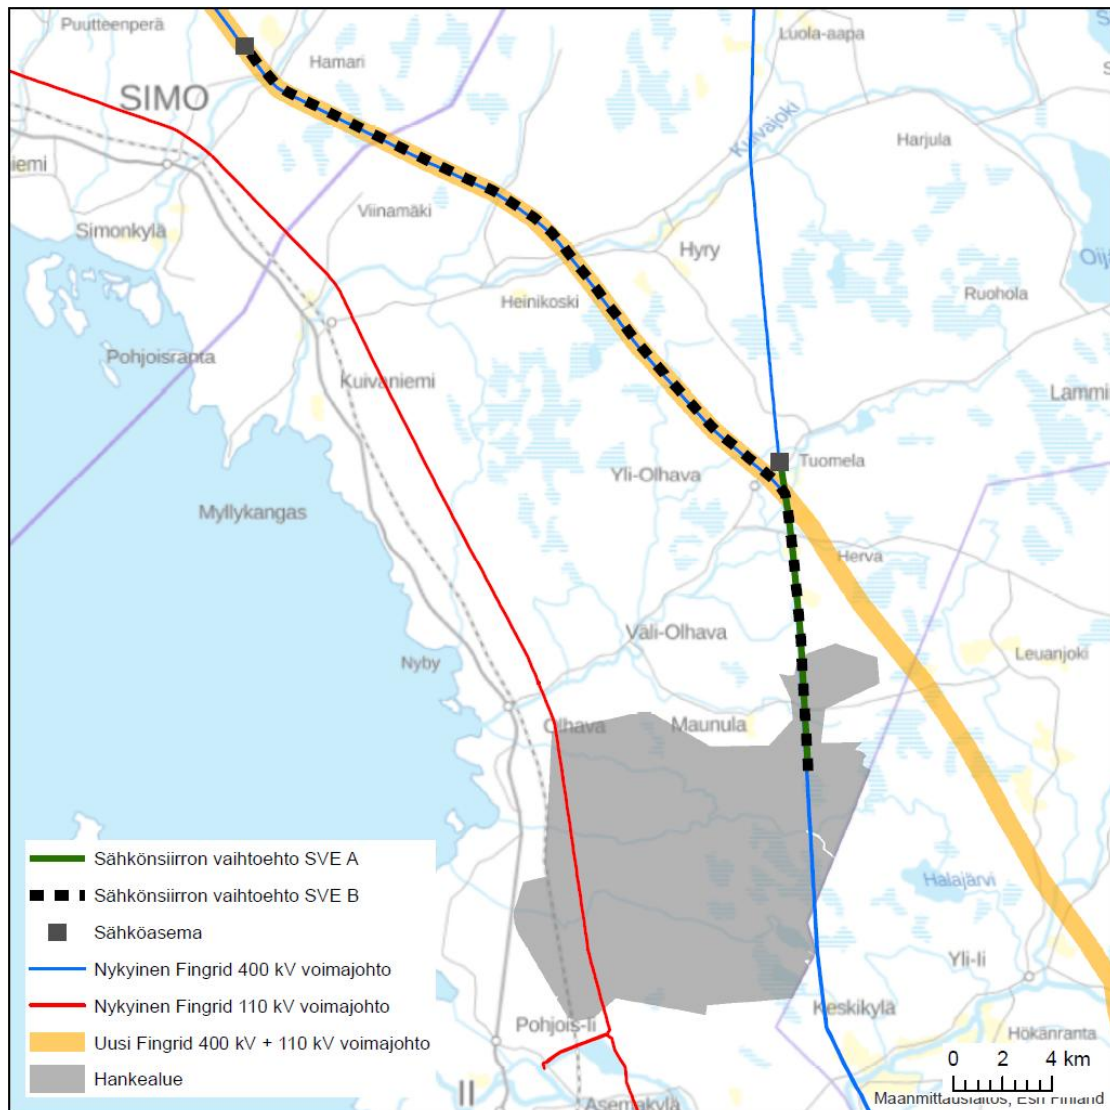 Puutteenperä
Luola-aapa
Hamari
SIMO
Kuivajoki
Harjula
Viinamäki
Simonkylä
Hyry
Ruohola
Heinikoski
Pohjoisranta
Kuivaniemi
Tuomela
Yli-Olhava
Myllykangas
Herva
Väli-Olhava
Leuanjoki
Nyby
Olhava
Maunula
Halajärvi
Yli-Ii
Keskikylä
Pohjois-Ii
Hökänranta
II
Asemakylä
Sähkönsiirron vaihtoehto SVE A
Sähkönsiirron vaihtoehto SVE B
Sähköasema
Nykyinen Fingrid 400 kV voimajohto
Nykyinen Fingrid 110 kV voimajohto
Uusi Fingrid 400 kV + 110 kV voimajohto
Hankealue
0 2 4 km
Maanmittauslaitos, Esri Finland